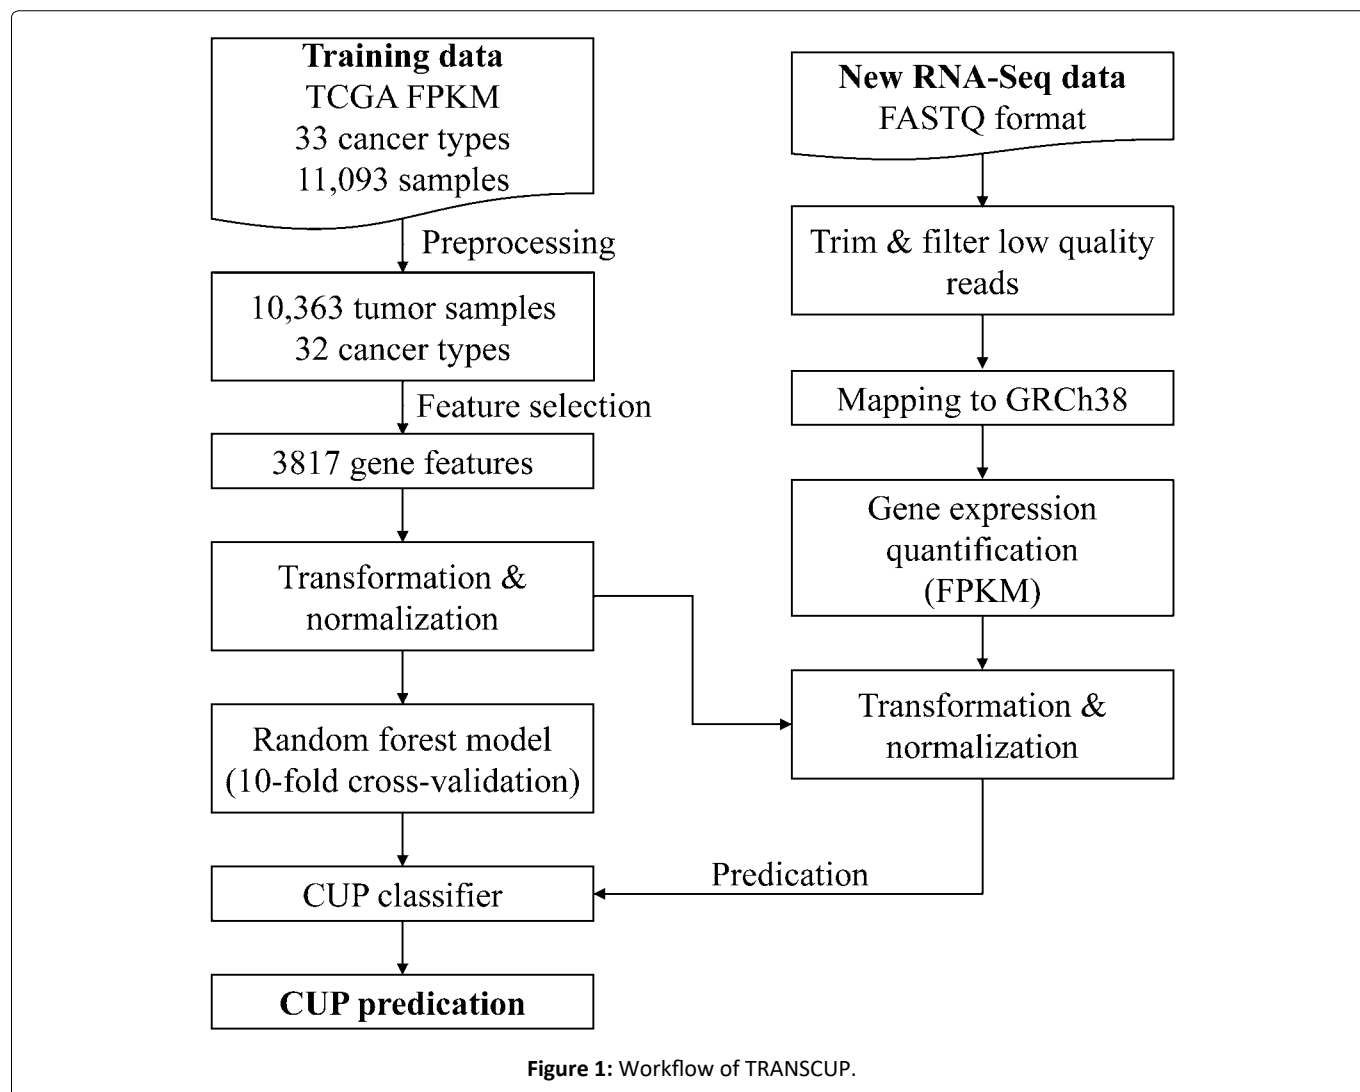 Training data
TCGA FPKM
33 cancer types
11,093 samples
Preprocessing
10,363 tumor samples
32 cancer types
Feature selection
3817 gene features
Transformation &
normalization
Random forest model
(10-fold cross-validation)
CUP classifier
CUP predication
New RNA-Seq data
FASTQ format
Trim & filter low quality
reads
Mapping to GRCh38
Gene expression
quantification
(FPKM)
Transformation &
normalization
Predication
Figure 1: Workflow of TRANSCUP.